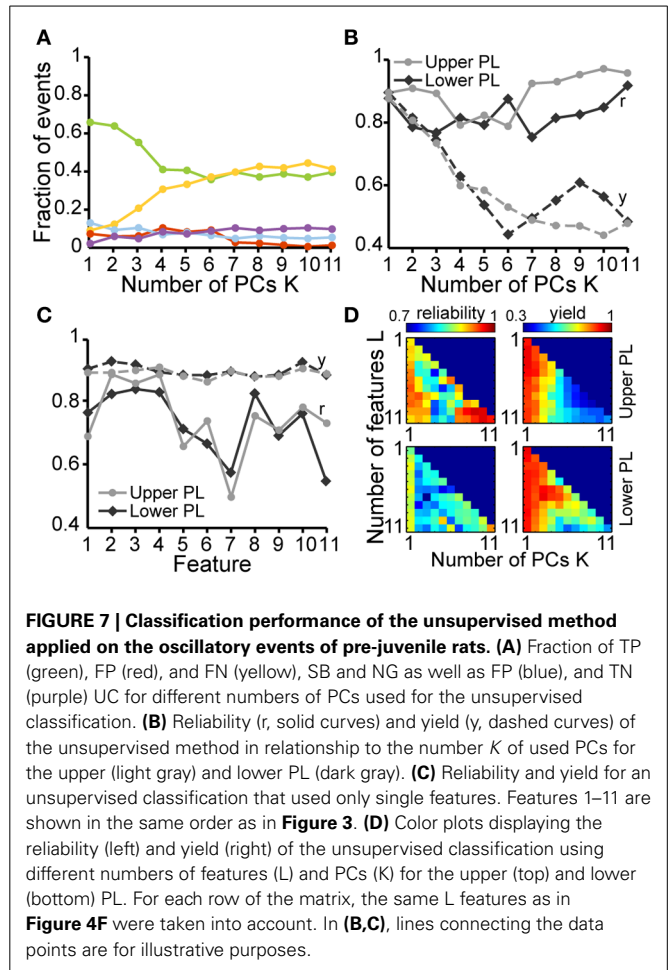 A
1
0.8
0.6
0.4
0.2
0
Fraction of events
1 2 3 4 5 6 7 8 9 10 11
Number of PCs K
B
1
0.8
0.6
0.4
Upper PL
Lower PL
r
y
1 2 3 4 5 6 7 8 9 10 11
Number of PCs K
C
1
0.8
0.6
0.4
y
r
Upper PL
Lower PL
1 2 3 4 5 6 7 8 9 10 11
Feature
D
0.7 reliability 1
0.3 yield 1
Number of features L
1
11
1 11
1 11
Upper PL
1
11
1 11
1 11
Lower PL
Number of PCs K
FIGURE 7 | Classification performance of the unsupervised method
applied on the oscillatory events of pre-juvenile rats. (A) Fraction of TP
(green), FP (red), and FN (yellow), SB and NG as well as FP (blue), and TN
(purple) UC for different numbers of PCs used for the unsupervised
classification. (B) Reliability (r, solid curves) and yield (y, dashed curves) of
the unsupervised method in relationship to the number K of used PCs for
the upper (light gray) and lower PL (dark gray). (C) Reliability and yield for an
unsupervised classification that used only single features. Features 1–11 are
shown in the same order as in Figure 3. (D) Color plots displaying the
reliability (left) and yield (right) of the unsupervised classification using
different numbers of features (L) and PCs (K) for the upper (top) and lower
(bottom) PL. For each row of the matrix, the same L features as in
Figure 4F were taken into account. In (B,C), lines connecting the data
points are for illustrative purposes.